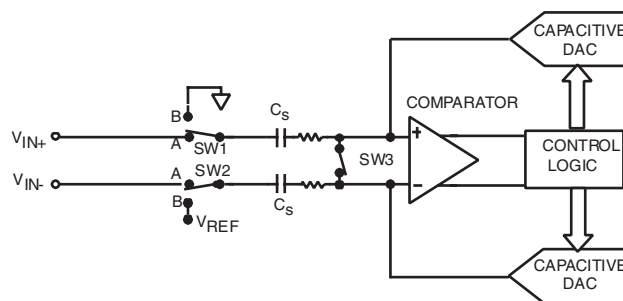 CAPACITIVE
DAC
B
COMPARATOR
CS
VIN+
A
SW1
+
SW3
CONTROL
LOGIC
VIN-
A
SW2
−
B
CS
VREF
CAPACITIVE
DAC